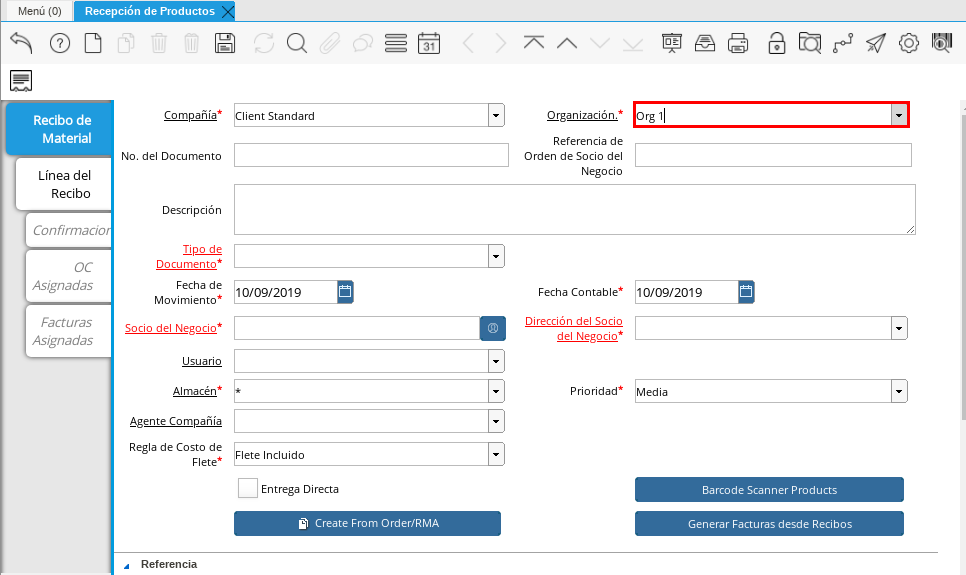 Menú (0)
Recepción de Productos
31
Recibo de
Material
Línea del
Recibo
Confirmacion
OC
Asignadas
Facturas
Asignadas
Compañía*
Client Standard
Organización.*
Org 1
No. del Documento
Referencia de
Orden de Socio del
Negocio
Descripción
Tipo de
Documento*
Fecha de
Movimiento*
10/09/2019
Fecha Contable*
10/09/2019
Socio del Negocio*
Dirección del Socio
del Negocio*
Usuario
Almacén*
*
Prioridad*
Media
Agente Compañía
Regla de Costo de
Flete*
Flete Incluido
Entrega Directa
Barcode Scanner Products
Create From Order/RMA
Generar Facturas desde Recibos
Referencia